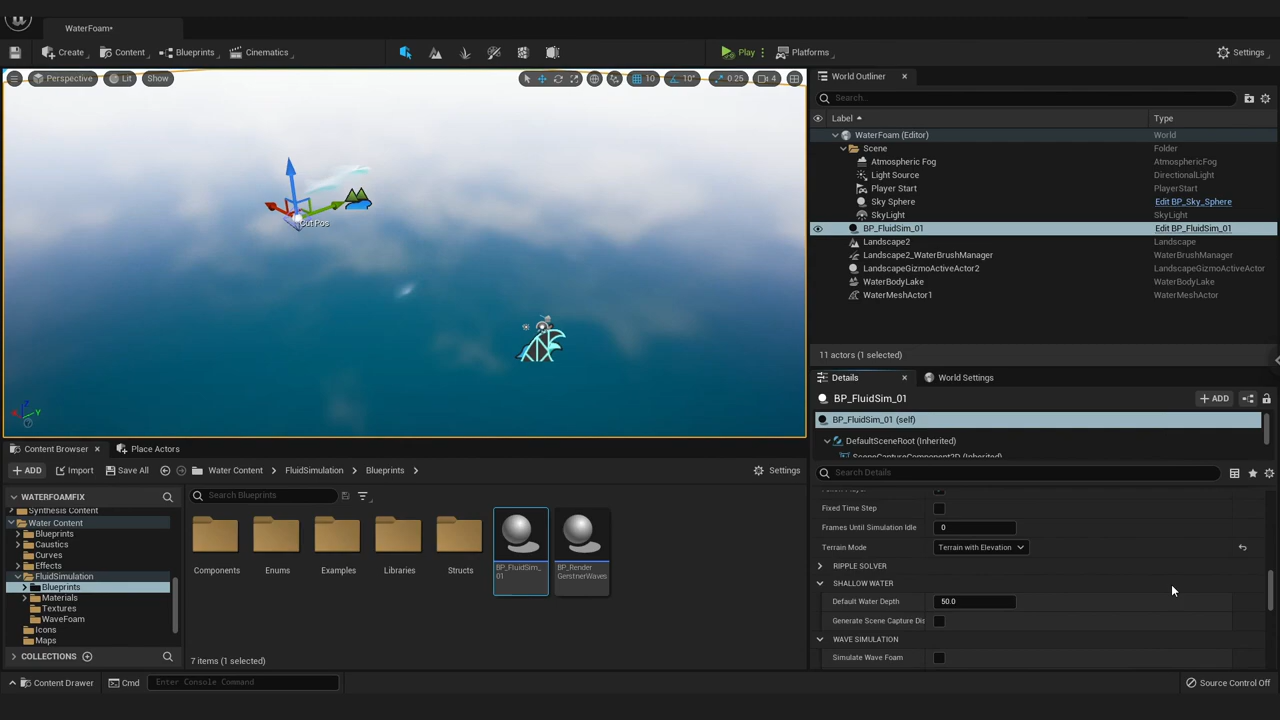 WaterFoam•
Create
Content
Blueprints
Cinematics
Play
Platforms
Settings
Perspective
Lit
Show
10
10°
0.25
4
Out Pos
World Outliner
Search..
Label
Type
WaterFoam (Editor)
World
Scene
Folder
Atmospheric Fog
AtmosphericFog
Light Source
DirectionalLight
Player Start
PlayerStart
Sky Sphere
Edit BP_Sky_Sphere
SkyLight
SkyLight
BP_FluidSim_01
Edit BP_FluidSim_01
Landscape2
Landscape
Landscape2_WaterBrushManager
WaterBrushManager
LandscapeGizmoActiveActor2
LandscapeGizmoActiveActor
WaterBodyLake
WaterBodyLake
WaterMeshActor1
WaterMeshActor
11 actors (1 selected)
Details
World Settings
BP_FluidSim_01
ADD
BP_FluidSim_01 (self)
DefaultSceneRoot (Inherited)
SceneCaptureComponent2D (Inherited)
Search Details
Fixed Time Step
Frames Until Simulation Idle
0
Terrain Mode
Terrain with Elevation
RIPPLE SOLVER
SHALLOW WATER
Default Water Depth
50.0
Generate Scene Capture Dis
WAVE SIMULATION
Simulate Wave Foam
Content Browser
Place Actors
ADD
Import
Save All
Water Content
FluidSimulation
Blueprints
Settings
WATERFOAMFIX
Synthesis Content
Water Content
Blueprints
Caustics
Curves
Effects
FluidSimulation
Blueprints
Materials
Textures
WaveFoam
Icons
Maps
COLLECTIONS
Search Blueprints
Components
Enums
Examples
Libraries
Structs
BP_FluidSim_
01
BP_Render
GerstnerWaves
7 items (1 selected)
Content Drawer
Cmd
Enter Console Command
Source Control Off